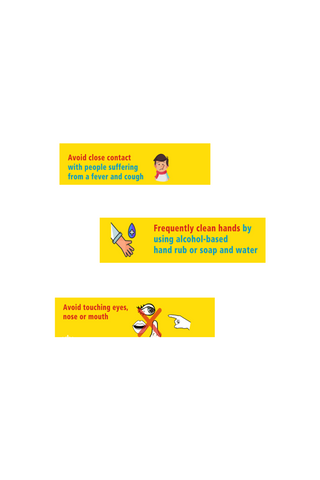 Avoid close contact
with people suffering
from a fever and cough
Frequently clean hands by
using alcohol-based
hand rub or soap and water
Avoid touching eyes,
nose or mouth